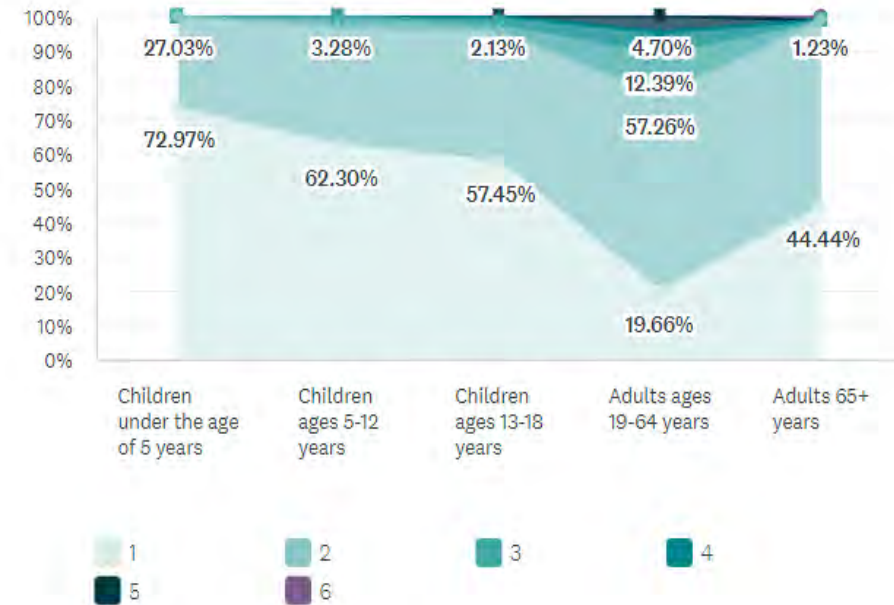 100%
90%
80%
70%
60%
50%
40%
30%
20%
10%
0%
27.03%
3.28%
2.13%
4.70%
1.23%
12.39%
57.26%
72.97%
62.30%
57.45%
44.44%
19.66%
Children
under the age
of 5 years
Children
ages 5-12
years
Children
ages 13-18
years
Adults ages
19-64 years
Adults 65+
years
1
2
3
4
5
6